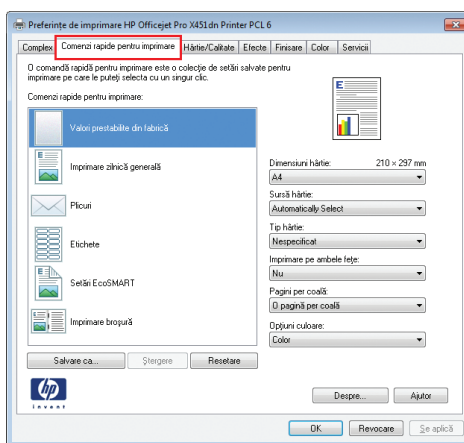 Preferințe de imprimare HP Officejet Pro X451dn Printer PCL 6
Complex Comenzi rapide pentru imprimare Hârtie/Calitate Efecte Finisare Color Servicii
O comandă rapidă pentru imprimare este o colecție de setări salvate pentru
imprimare pe care le puteți selecta cu un singur clic.
Comenzi rapide pentru imprimare:
Valori prestabilite din fabrică
Imprimare zilnică generală
Plicuri
Etichete
Setări EcoSMART
Imprimare broșură
Salvare ca... Ștergere Resetare
E
Dimensiuni hârtie: 210 × 297 mm
A4
Sursă hârtie:
Automatically Select
Tip hârtie:
Nespecificat
Imprimare pe ambele fețe:
Nu
Pagini per coală:
O pagină per coală
Opțiuni culoare:
Color
hp
invent
Despre... Ajutor
OK Revocare Se aplică